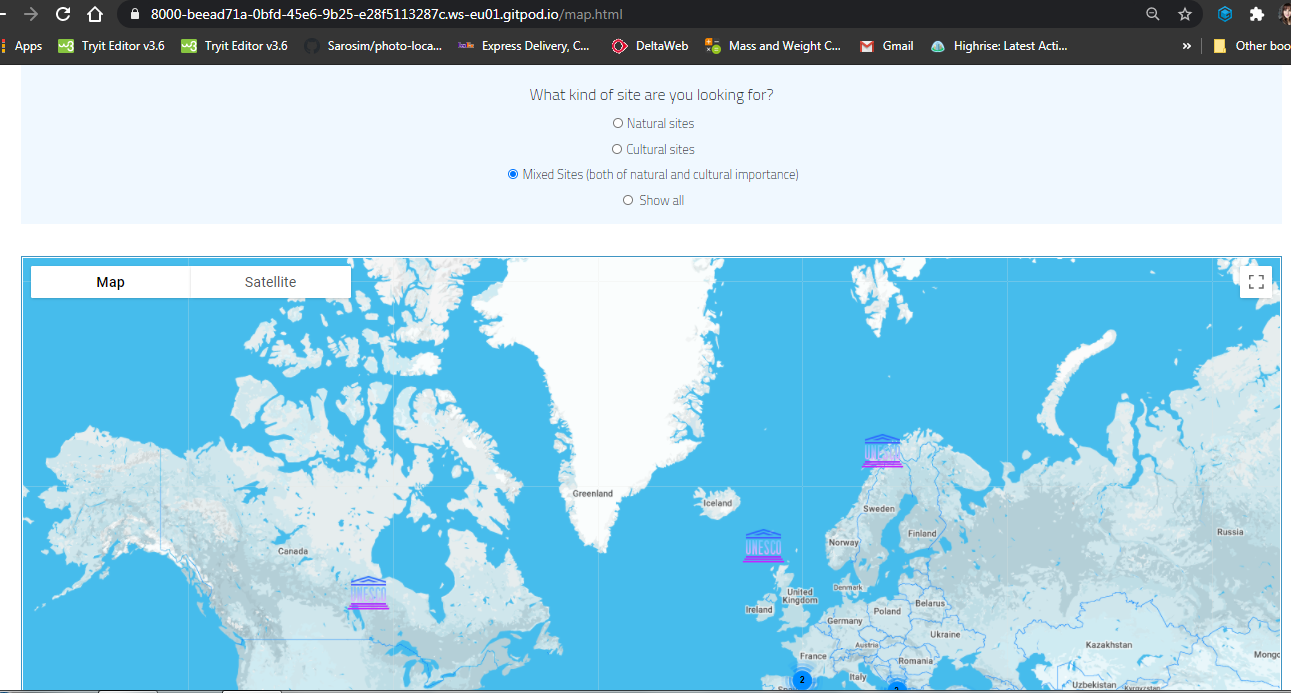 8000-beead71a-0bfd-45e6-9b25-e28f5113287c.ws-eu01.gitpod.io/map.html
Apps Tryit Editor v3.6 Tryit Editor v3.6 Sarosim/photo-loca... Express Delivery, C... DeltaWeb Mass and Weight C... Gmail Highrise: Latest Acti... » Other boo
What kind of site are you looking for?
Natural sites
Cultural sites
Mixed Sites (both of natural and cultural importance)
Show all
Map Satellite
UNESCO
Greenland
Iceland
Sweden
Finland
Russia
Norway
UNESCO
Canada
UNESCO
United
Kingdom
Denmark
Ireland
Belarus
Poland
Germany
Ukraine
Austria
Kazakhstan
France
Romania
Mongo
Italy
2
Uzbekistan
Kyrgyzstan